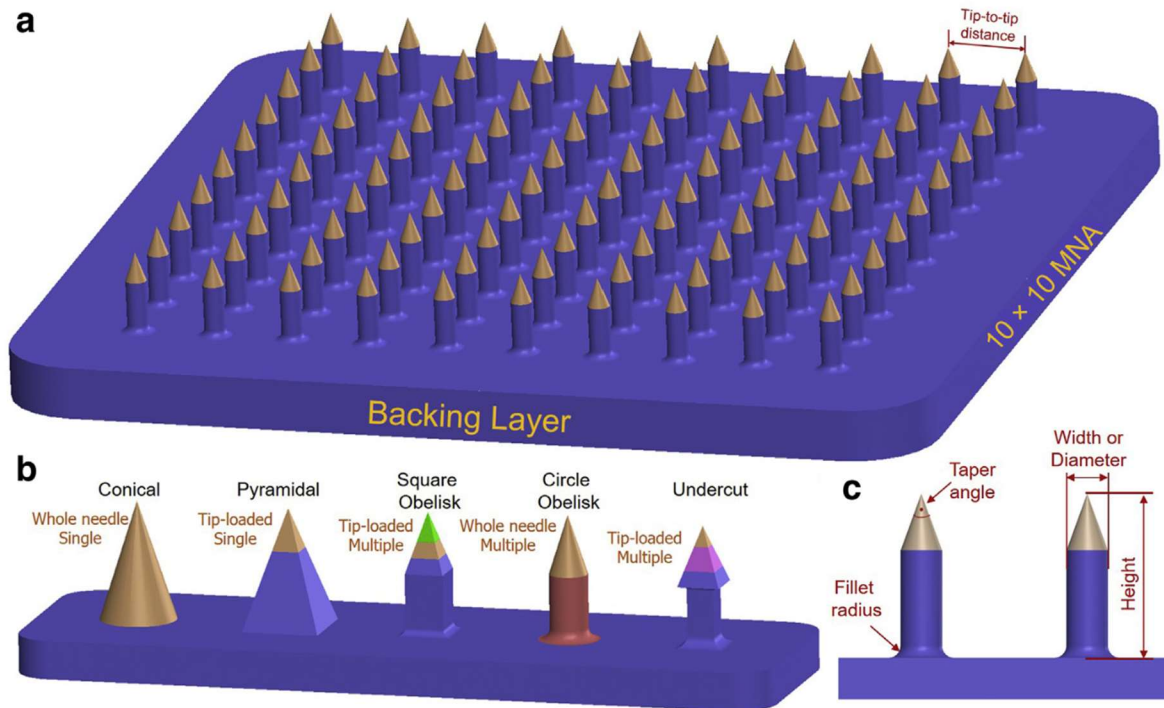 a
Tip-to-tip
distance
10 × 10 MNA
Backing Layer
b
Conical
Whole needle
Single
Pyramidal
Tip-loaded
Single
Square
Obelisk
Tip-loaded
Multiple
Circle
Obelisk
Whole needle
Multiple
Undercut
Tip-loaded
Multiple
c
Taper
angle
Width or
Diameter
Fillet
radius
Height